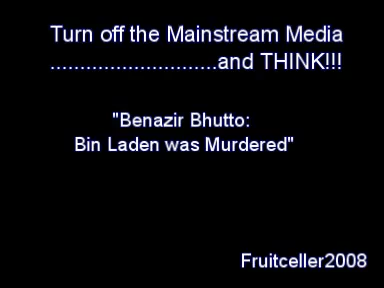 Turn off the Mainstream Media
............................and THINK!!!
"Benazir Bhutto:
Bin Laden was Murdered"
Fruitceller2008